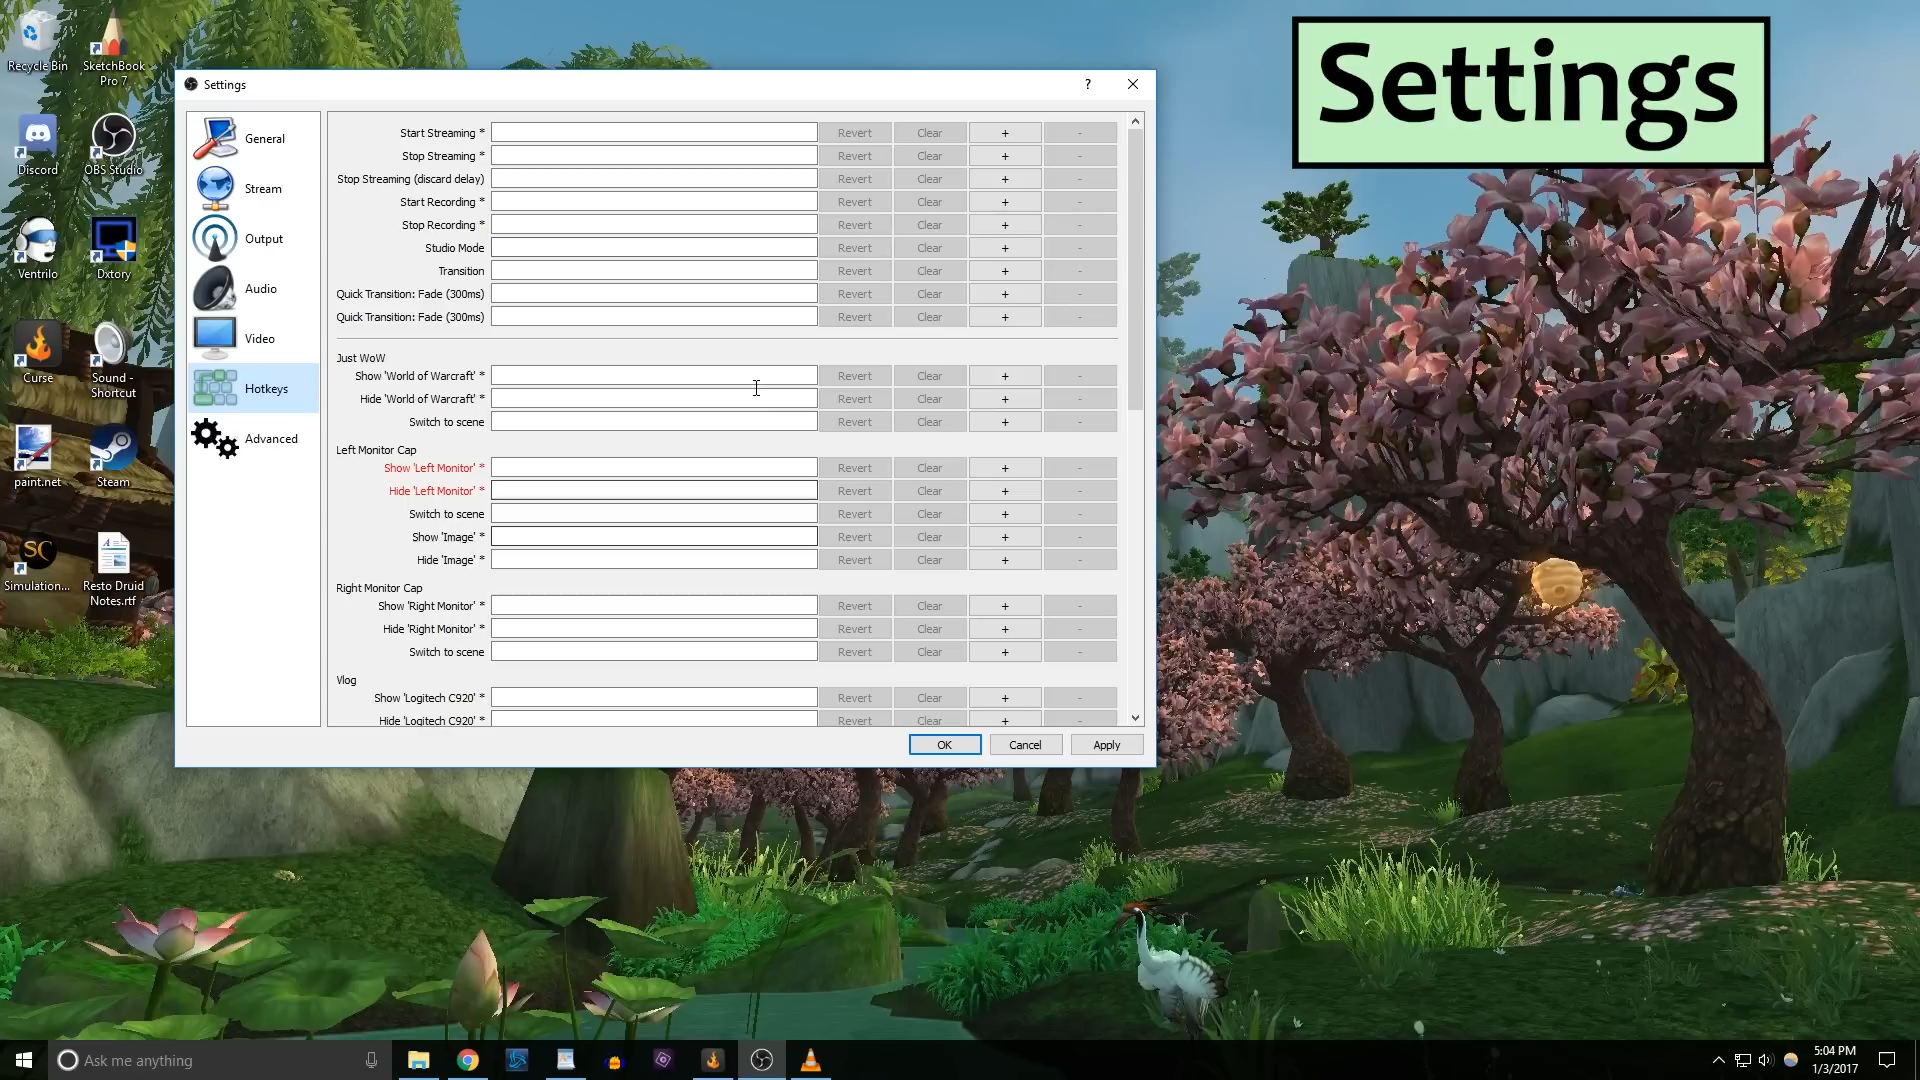 Recycle Bin
SketchBook
Pro 7
Discord
OBS Studio
Ventrilo
Dxtory
Curse
Sound -
Shortcut
paint.net
Steam
SC
Simulation...
Resto Druid
Notes.rtf
Settings
Settings
?
General
Stream
Output
Audio
Video
Hotkeys
Advanced
Start Streaming * Revert Clear + -
Stop Streaming * Revert Clear + -
Stop Streaming (discard delay) Revert Clear + -
Start Recording * Revert Clear + -
Stop Recording * Revert Clear + -
Studio Mode Revert Clear + -
Transition Revert Clear + -
Quick Transition: Fade (300ms) Revert Clear + -
Quick Transition: Fade (300ms) Revert Clear + -
Just WoW
Show 'World of Warcraft' * Revert Clear + -
Hide 'World of Warcraft' * Revert Clear + -
Switch to scene Revert Clear + -
Left Monitor Cap
Show 'Left Monitor' * Revert Clear + -
Hide 'Left Monitor' * Revert Clear + -
Switch to scene Revert Clear + -
Show 'Image' * Revert Clear + -
Hide 'Image' * Revert Clear + -
Right Monitor Cap
Show 'Right Monitor' * Revert Clear + -
Hide 'Right Monitor' * Revert Clear + -
Switch to scene Revert Clear + -
Vlog
Show 'Logitech C920' * Revert Clear + -
Hide 'Logitech C920' * Revert Clear + -
OK Cancel Apply
Ask me anything
5:04 PM
1/3/2017